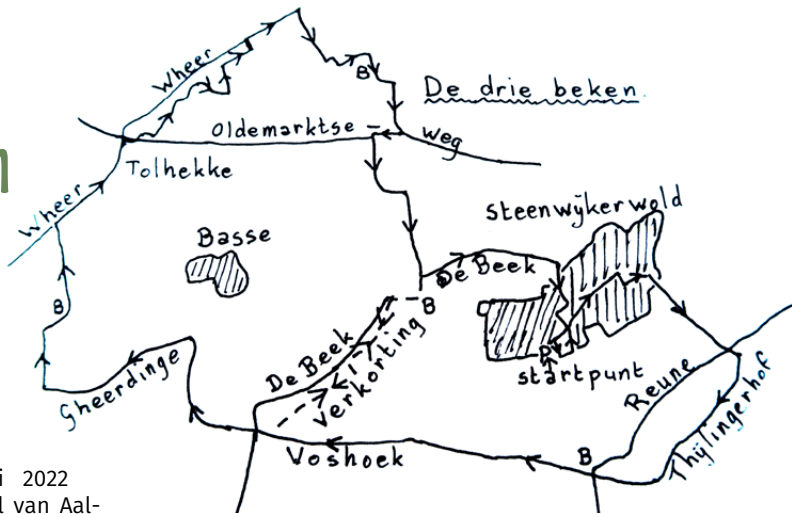 Wheer
B
De drie beken
Oldemarktse - weg
Tolhekke
Wheer
Steenwijkerwold
Basse
De Beek
B
B
De Beek
verkorting
P
startpunt
Reune
Gheerdinge
Thijlingerhof
Voshoek
B
i 2022
l van Aal-